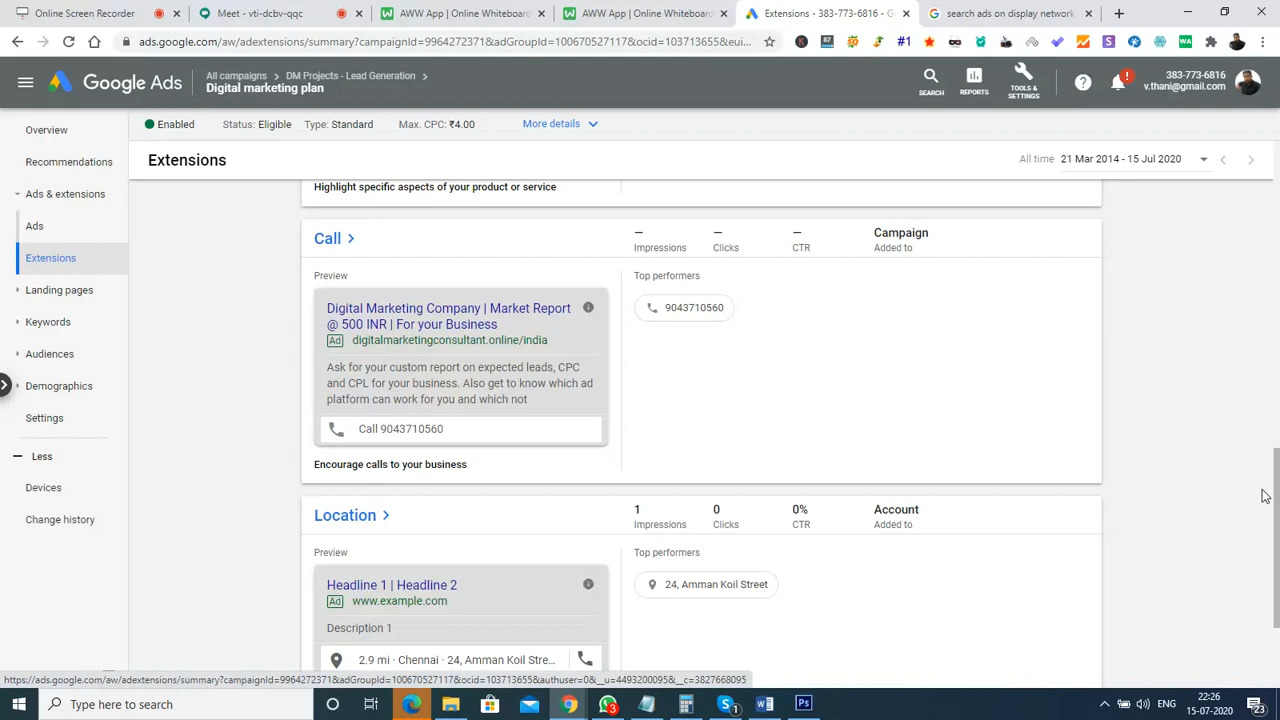 Online Screen Recorder
Meet - vti-dcbv-qqc
AWW App | Online Whiteboard
AWW App | Online Whiteboard
Extensions - 383-773-6816 - G
search ads on display network
ads.google.com/aw/adextensions/summary?campaignId=9964272371&adGroupId=100670527117&ocid=103713655&eui...
Google Ads
All campaigns > DM Projects - Lead Generation >
Digital marketing plan
SEARCH
REPORTS
TOOLS & SETTINGS
383-773-6816
v.thani@gmail.com
Overview
Recommendations
Ads & extensions
Ads
Extensions
Landing pages
Keywords
Audiences
Demographics
Settings
Less
Devices
Change history
Enabled Status: Eligible Type: Standard Max. CPC: ₹4.00 More details
Extensions
All time 21 Mar 2014 - 15 Jul 2020
Highlight specific aspects of your product or service
Call >
— — — Campaign
Impressions Clicks CTR Added to
Preview
Top performers
Digital Marketing Company | Market Report
@ 500 INR | For your Business
Ad digitalmarketingconsultant.online/india
Ask for your custom report on expected leads, CPC
and CPL for your business. Also get to know which ad
platform can work for you and which not
Call 9043710560
Encourage calls to your business
9043710560
Location >
1 0 0% Account
Impressions Clicks CTR Added to
Preview
Top performers
Headline 1 | Headline 2
Ad www.example.com
Description 1
2.9 mi · Chennai · 24, Amman Koil Stre...
24, Amman Koil Street
https://ads.google.com/aw/adextensions/summary?campaignId=9964272371&adGroupId=100670527117&ocid=103713655&authuser=0&__u=4493200095&__c=3827668095
Type here to search
ENG
22:26
15-07-2020